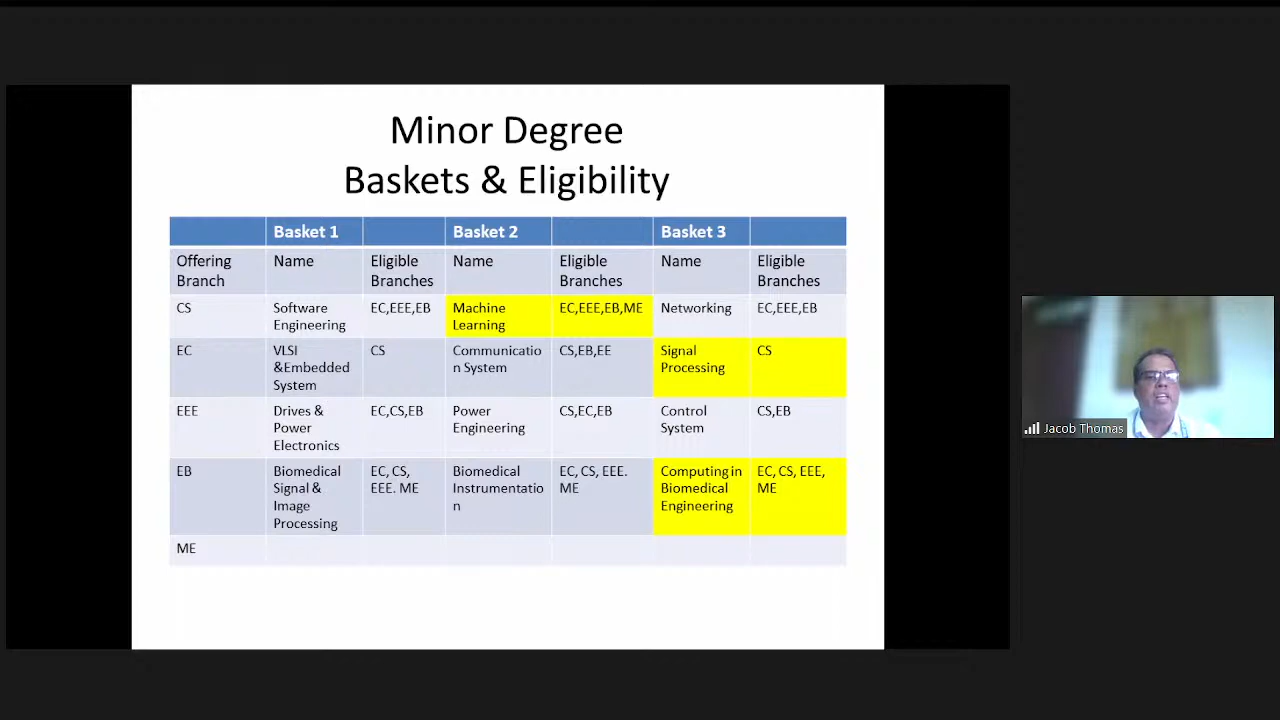 Minor Degree
Baskets & Eligibility
Basket 1 Basket 2 Basket 3
Offering Name Eligible Name Eligible Name Eligible
Branch Branches Branches Branches
CS Software EC,EEE,EB Machine EC,EEE,EB,ME Networking EC,EEE,EB
Engineering Learning
EC VLSI CS Communicatio CS,EB,EE Signal CS
&Embedded n System Processing
System
EEE Drives & EC,CS,EB Power CS,EC,EB Control CS,EB
Power Engineering System
Electronics
EB Biomedical EC, CS, Biomedical EC, CS, EEE. Computing in EC, CS, EEE,
Signal & EEE. ME Instrumentatio ME Biomedical ME
Image n Engineering
Processing
ME
Jacob Thomas